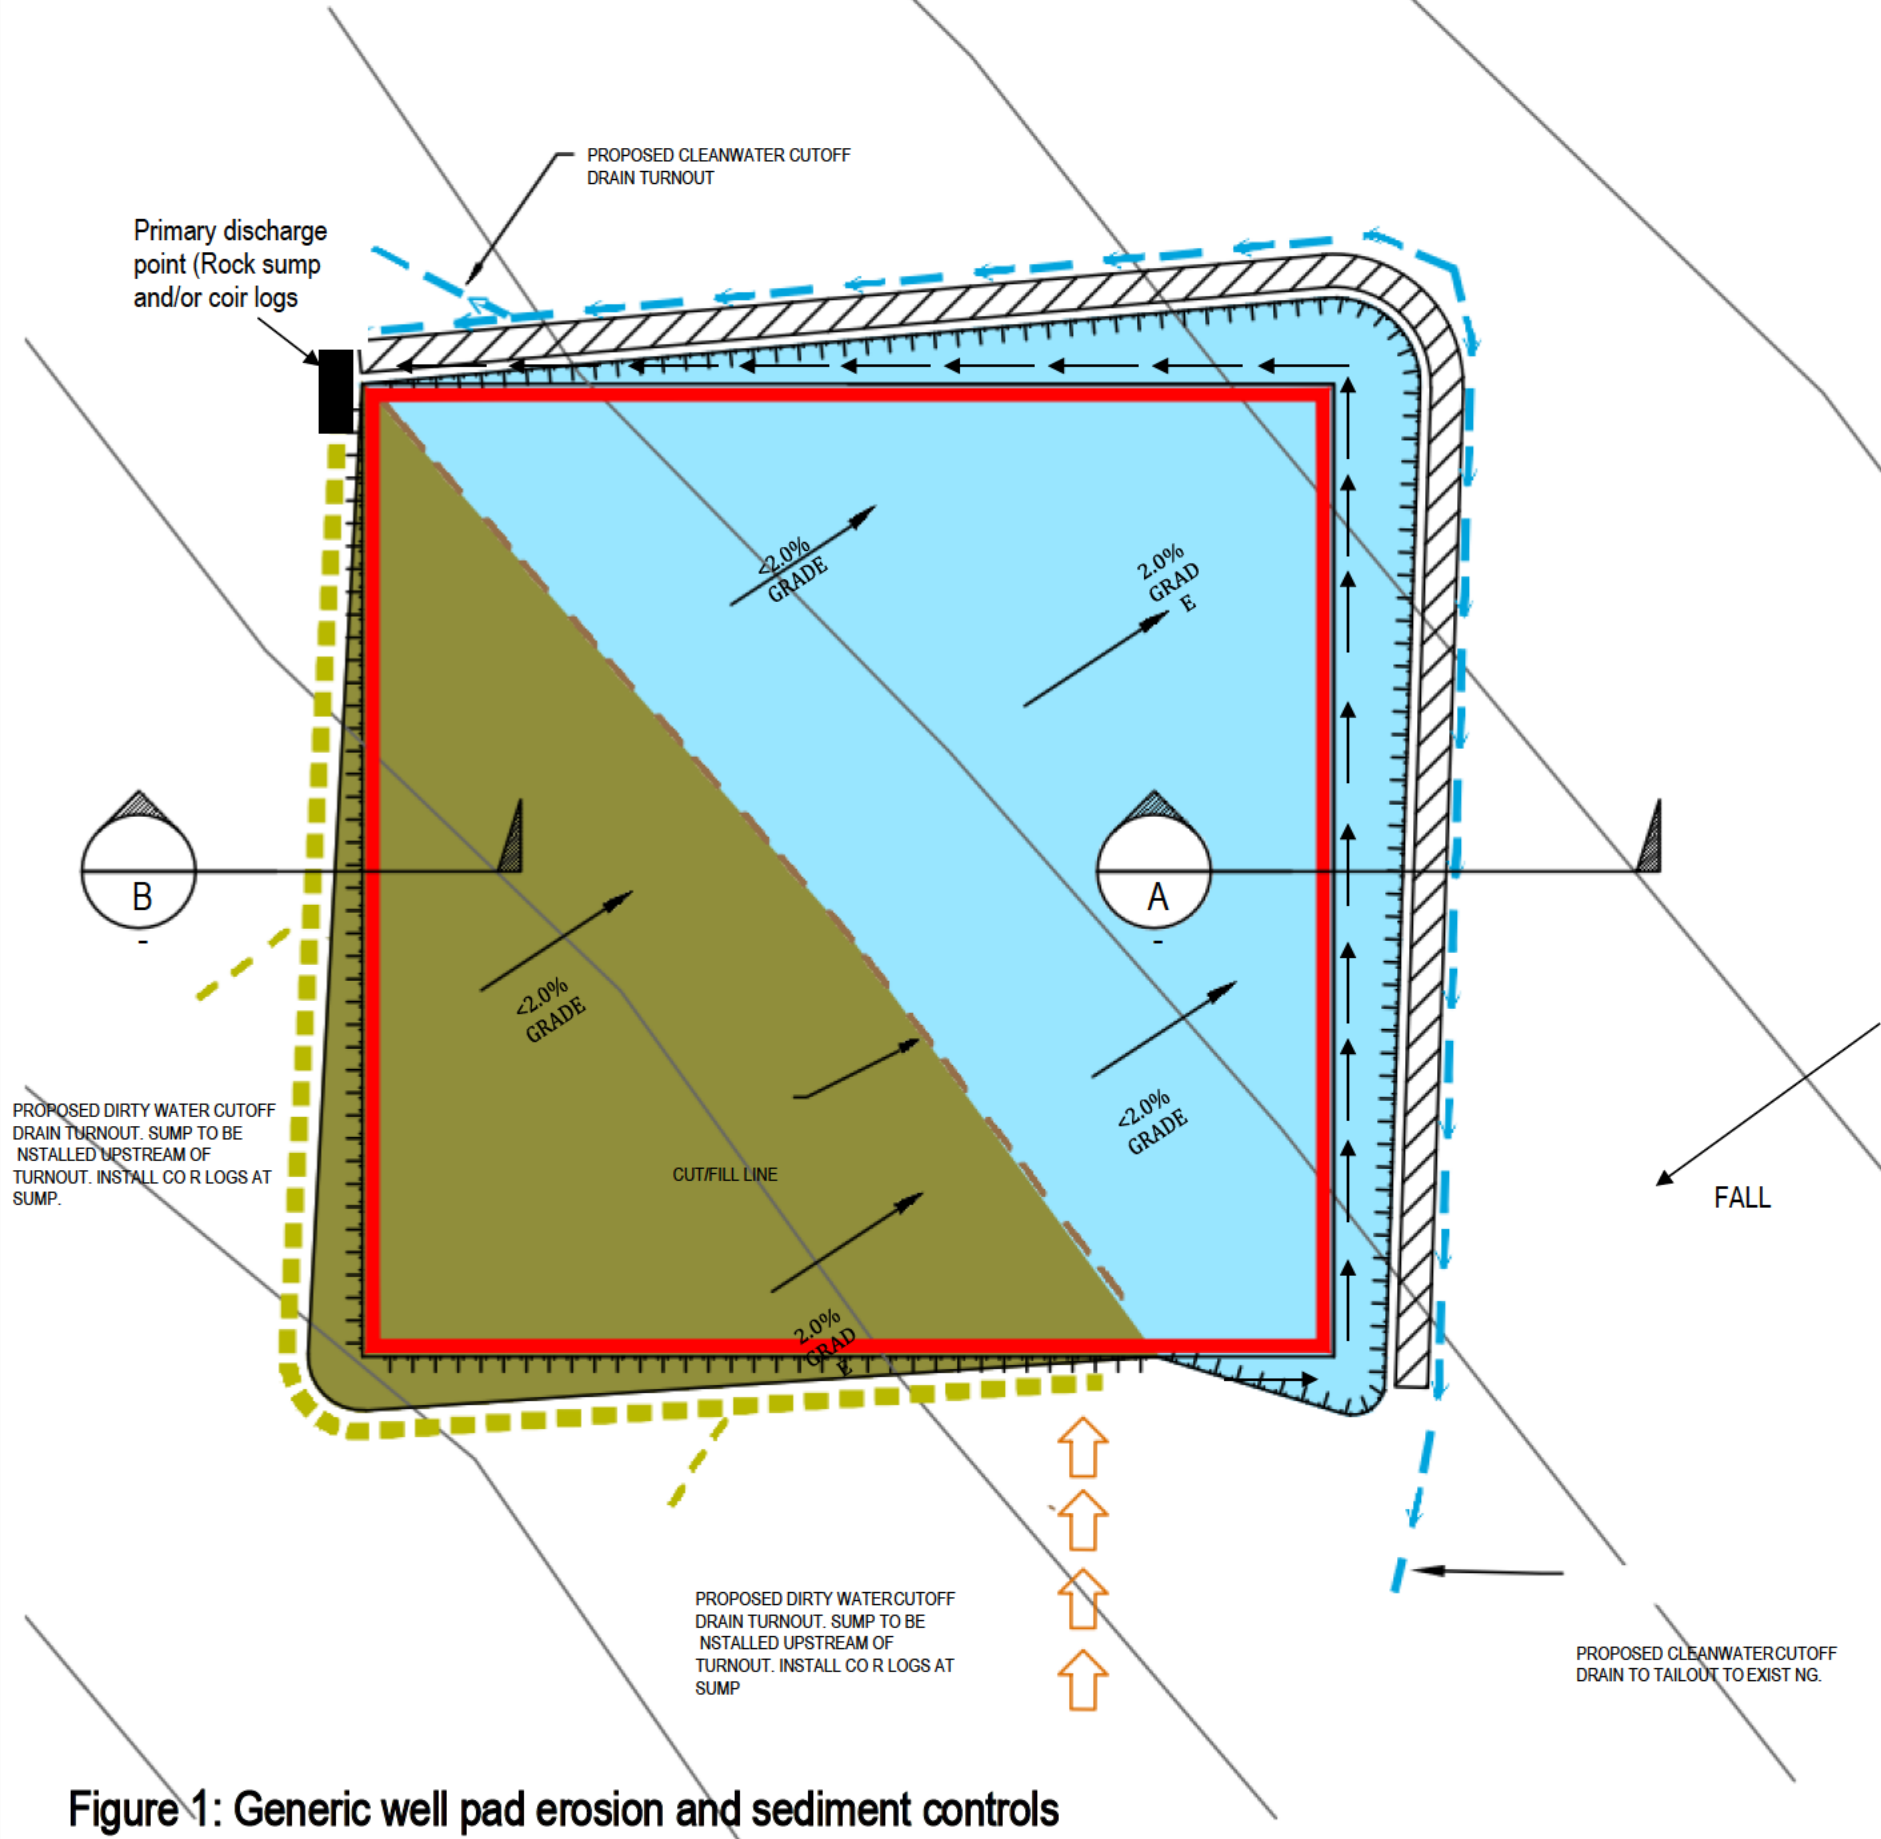 PROPOSED CLEANWATER CUTOFF
DRAIN TURNOUT
Primary discharge
point (Rock sump
and/or coir logs
<2.0%
GRADE
2.0%
GRAD
E
B
-
A
-
<2.0%
GRADE
<2.0%
GRADE
PROPOSED DIRTY WATER CUTOFF
DRAIN TURNOUT. SUMP TO BE
NSTALLED UPSTREAM OF
TURNOUT. INSTALL CO R LOGS AT
SUMP.
CUT/FILL LINE
FALL
2.0%
GRAD
E
PROPOSED DIRTY WATER CUTOFF
DRAIN TURNOUT. SUMP TO BE
NSTALLED UPSTREAM OF
TURNOUT. INSTALL CO R LOGS AT
SUMP
PROPOSED CLEANWATER CUTOFF
DRAIN TO TAILOUT TO EXIST NG.
Figure 1: Generic well pad erosion and sediment controls